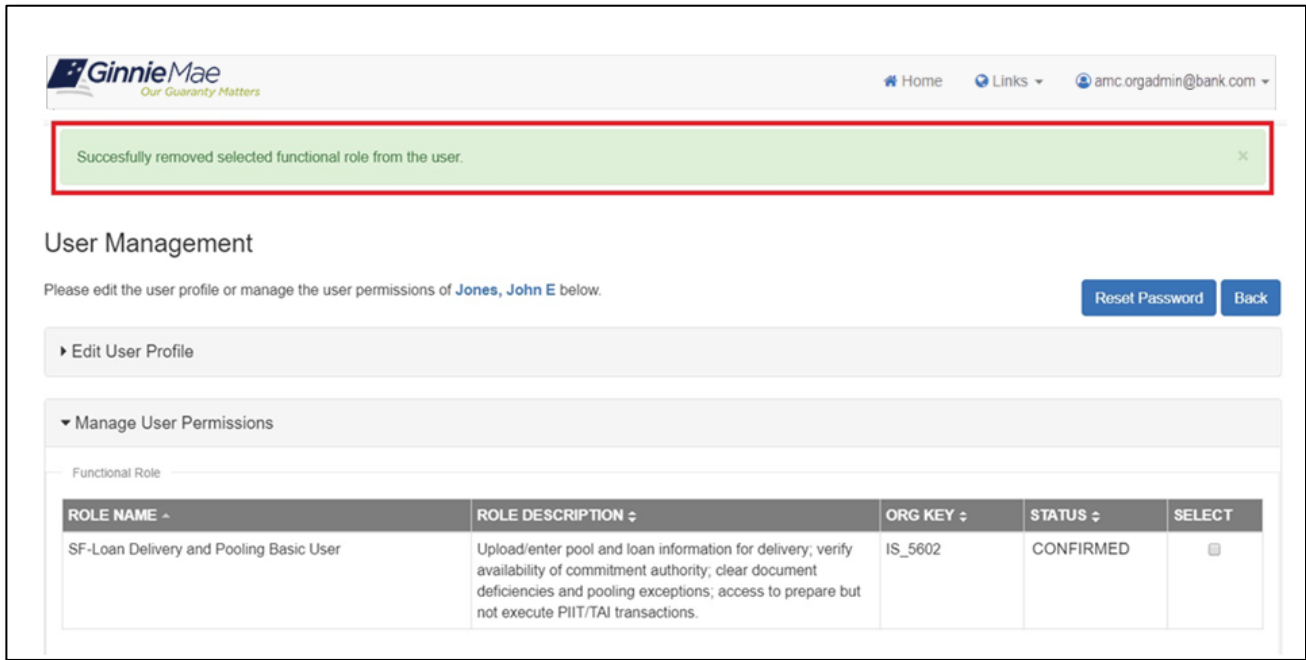 GinnieMae
Our Guaranty Matters
Home Links amc.orgadmin@bank.com
Succesfully removed selected functional role from the user. ×
User Management
Please edit the user profile or manage the user permissions of Jones, John E below.
Reset Password Back
Edit User Profile
Manage User Permissions
Functional Role
ROLE NAME ROLE DESCRIPTION ORG KEY STATUS SELECT
SF-Loan Delivery and Pooling Basic User Upload/enter pool and loan information for delivery; verify IS_5602 CONFIRMED
availability of commitment authority; clear document
deficiencies and pooling exceptions; access to prepare but
not execute PIIT/TAI transactions.